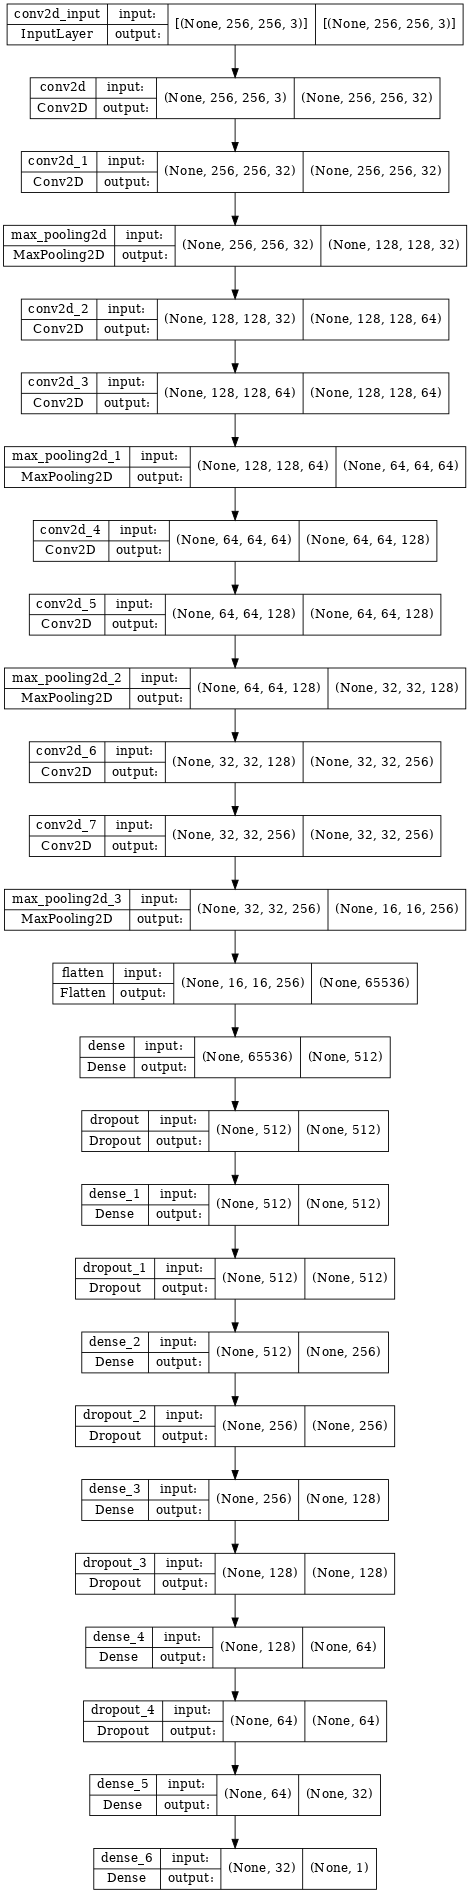 conv2d_input input: [(None, 256, 256, 3)] [(None, 256, 256, 3)]
InputLayer output:
conv2d input: (None, 256, 256, 3) (None, 256, 256, 32)
Conv2D output:
conv2d_1 input: (None, 256, 256, 32) (None, 256, 256, 32)
Conv2D output:
max_pooling2d input: (None, 256, 256, 32) (None, 128, 128, 32)
MaxPooling2D output:
conv2d_2 input: (None, 128, 128, 32) (None, 128, 128, 64)
Conv2D output:
conv2d_3 input: (None, 128, 128, 64) (None, 128, 128, 64)
Conv2D output:
max_pooling2d_1 input: (None, 128, 128, 64) (None, 64, 64, 64)
MaxPooling2D output:
conv2d_4 input: (None, 64, 64, 64) (None, 64, 64, 128)
Conv2D output:
conv2d_5 input: (None, 64, 64, 128) (None, 64, 64, 128)
Conv2D output:
max_pooling2d_2 input: (None, 64, 64, 128) (None, 32, 32, 128)
MaxPooling2D output:
conv2d_6 input: (None, 32, 32, 128) (None, 32, 32, 256)
Conv2D output:
conv2d_7 input: (None, 32, 32, 256) (None, 32, 32, 256)
Conv2D output:
max_pooling2d_3 input: (None, 32, 32, 256) (None, 16, 16, 256)
MaxPooling2D output:
flatten input: (None, 16, 16, 256) (None, 65536)
Flatten output:
dense input: (None, 65536) (None, 512)
Dense output:
dropout input: (None, 512) (None, 512)
Dropout output:
dense_1 input: (None, 512) (None, 512)
Dense output:
dropout_1 input: (None, 512) (None, 512)
Dropout output:
dense_2 input: (None, 512) (None, 256)
Dense output:
dropout_2 input: (None, 256) (None, 256)
Dropout output:
dense_3 input: (None, 256) (None, 128)
Dense output:
dropout_3 input: (None, 128) (None, 128)
Dropout output:
dense_4 input: (None, 128) (None, 64)
Dense output:
dropout_4 input: (None, 64) (None, 64)
Dropout output:
dense_5 input: (None, 64) (None, 32)
Dense output:
dense_6 input: (None, 32) (None, 1)
Dense output: